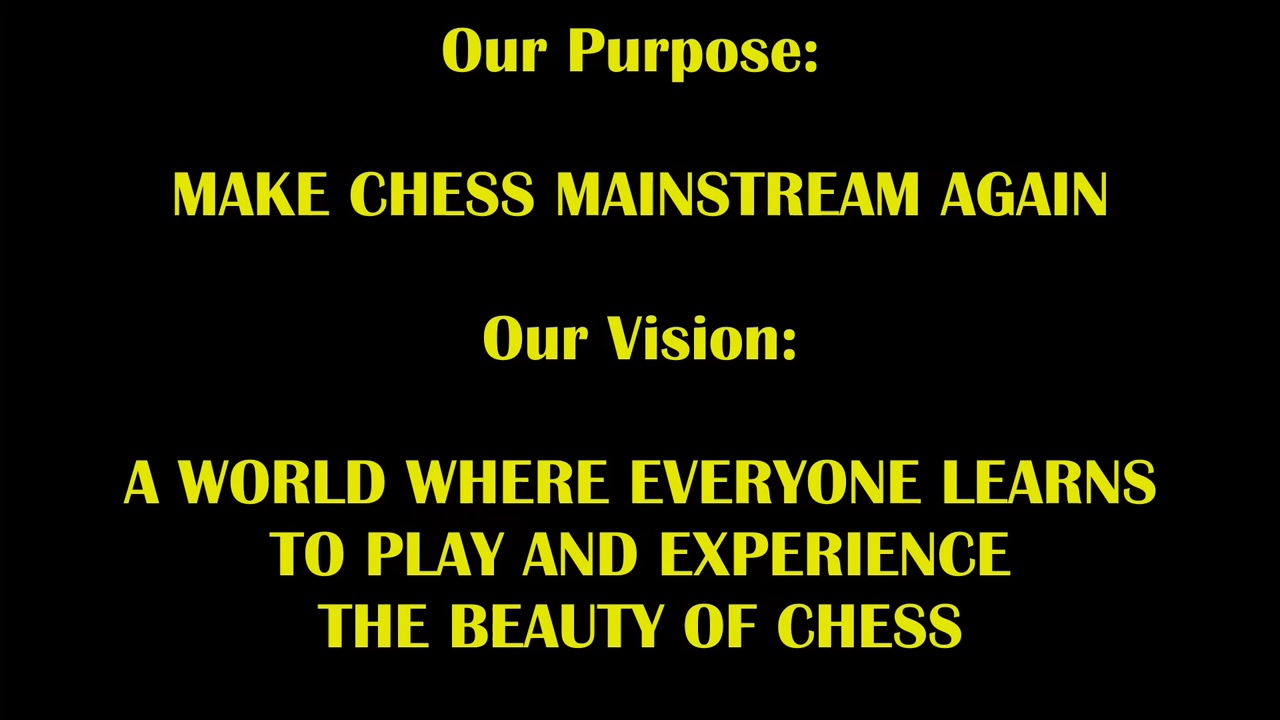 Our Purpose:
MAKE CHESS MAINSTREAM AGAIN
Our Vision:
A WORLD WHERE EVERYONE LEARNS
TO PLAY AND EXPERIENCE
THE BEAUTY OF CHESS